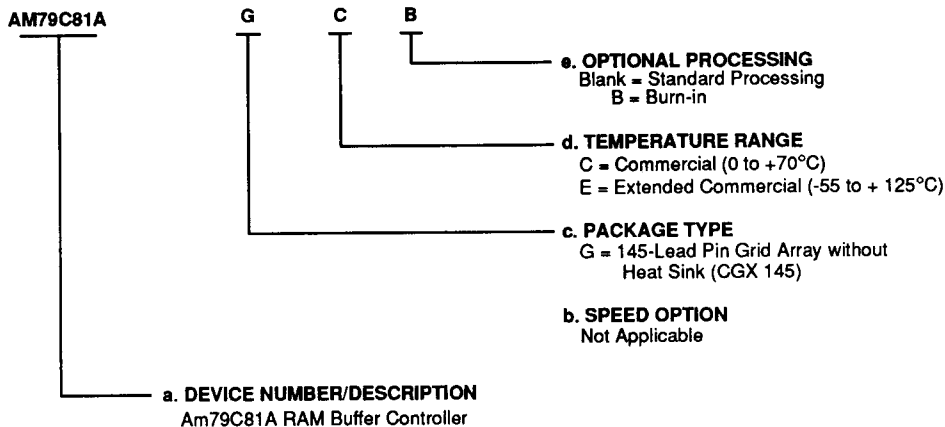 AM79C81A G C B
e. OPTIONAL PROCESSING
Blank = Standard Processing
B = Burn-in
d. TEMPERATURE RANGE
C = Commercial (0 to +70°C)
E = Extended Commercial (-55 to + 125°C)
c. PACKAGE TYPE
G = 145-Lead Pin Grid Array without
Heat Sink (CGX 145)
b. SPEED OPTION
Not Applicable
a. DEVICE NUMBER/DESCRIPTION
Am79C81A RAM Buffer Controller